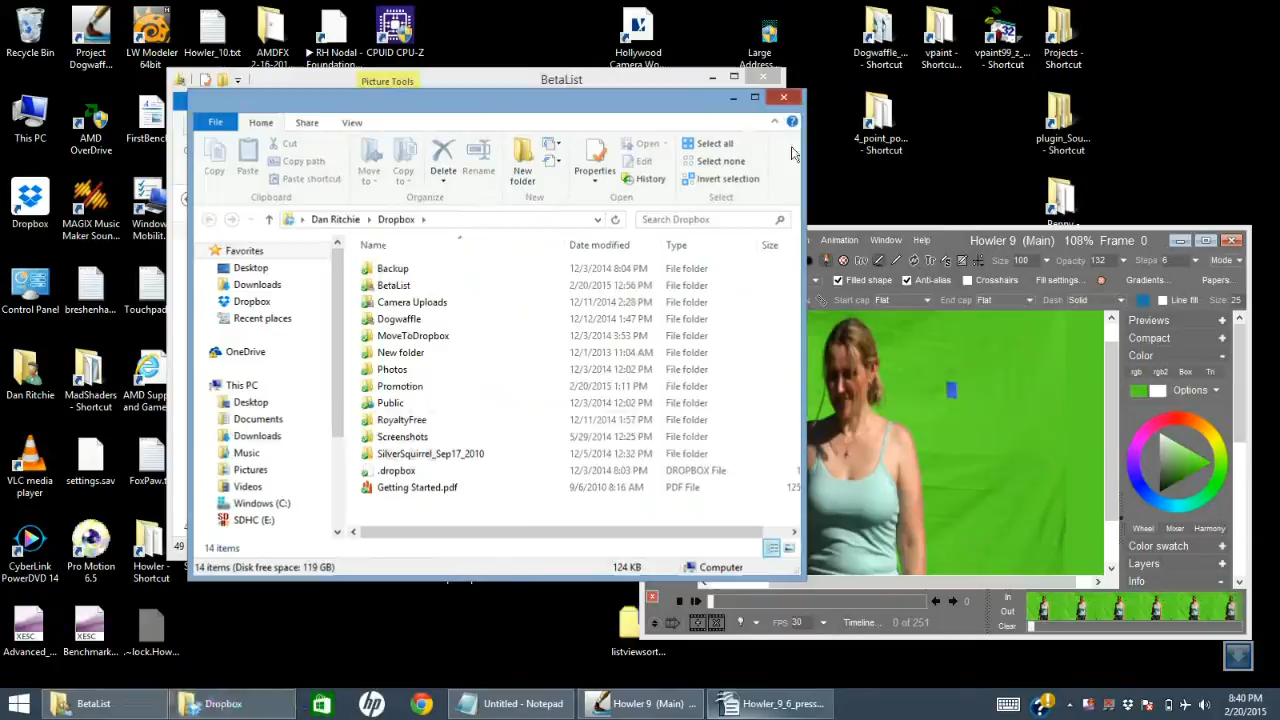 Recycle Bin
Project Dogwaff...
LW Modeler 64bit
Howler_10.txt
AMDFX 2-16-201...
RH Nodal - Foundation...
CPUID CPU-Z
Hollywood Camera Wo...
Large Address...
Dogwaffle_... - Shortcut
vpaint - Shortcu...
vpaint99_z_... - Shortcut
Projects - Shortcut
Picture Tools
BetaList
This PC
AMD OverDrive
FirstBench
4_point_po... - Shortcut
plugin_Sou... - Shortcut
File
Home
Share
View
Copy
Paste
Cut
Copy path
Paste shortcut
Clipboard
Move to
Copy to
Delete
Rename
Organize
New folder
New
Properties
Open
Edit
History
Open
Select all
Select none
Invert selection
Select
Dropbox
MAGIX Music Maker Soun...
Window Mobilit...
Dan Ritchie
Dropbox
Search Dropbox
Favorites
Desktop
Downloads
Dropbox
Recent places
OneDrive
This PC
Desktop
Documents
Downloads
Music
Pictures
Videos
Windows (C:)
SDHC (E:)
Name Date modified Type Size
Backup 12/3/2014 8:04 PM File folder
BetaList 2/20/2015 12:56 PM File folder
Camera Uploads 12/11/2014 2:28 PM File folder
Dogwaffle 12/12/2014 1:47 PM File folder
MoveToDropbox 12/3/2014 3:53 PM File folder
New folder 12/1/2013 11:04 AM File folder
Photos 12/3/2014 12:02 PM File folder
Promotion 2/20/2015 1:11 PM File folder
Public 12/3/2014 12:02 PM File folder
RoyaltyFree 12/11/2014 1:57 PM File folder
Screenshots 5/29/2014 12:25 PM File folder
SilverSquirrel_Sep17_2010 12/5/2014 12:32 PM File folder
.dropbox 12/3/2014 8:03 PM DROPBOX File 1
Getting Started.pdf 9/6/2010 8:16 AM PDF File 125
49
14 items
14 items (Disk free space: 119 GB)
124 KB
Computer
Control Panel
breshenha...
Touchpa
Dan Ritchie
MadShaders - Shortcut
AMD Supp and Game
VLC media player
settings.sav
FoxPaw.t
CyberLink PowerDVD 14
Pro Motion 6.5
Howler - Shortcut
XESC
Advanced_...
XESC
Benchmark...
.~lock.How...
listviewsort...
Animation
Window
Help
Howler 9 (Main)
108%
Frame 0
Inv
Size 100
Opacity 132
Step 6
Mode
Filled shape
Anti-alias
Crosshairs
Fill settings...
Gradients
Papers...
Start cap Flat
End cap Flat
Dash Solid
Line fill
Size: 25
Previews
Compact
Color
rgb
rgb2
Box
Tri
Options
Wheel
Mixer
Harmony
Color swatch
Layers
Info
0
In
Out
Clear
FPS 30
Timeline...
0 of 251
BetaList
Dropbox
Untitled - Notepad
Howler 9 (Main) ...
Howler_9_6_press...
8:40 PM
2/20/2015